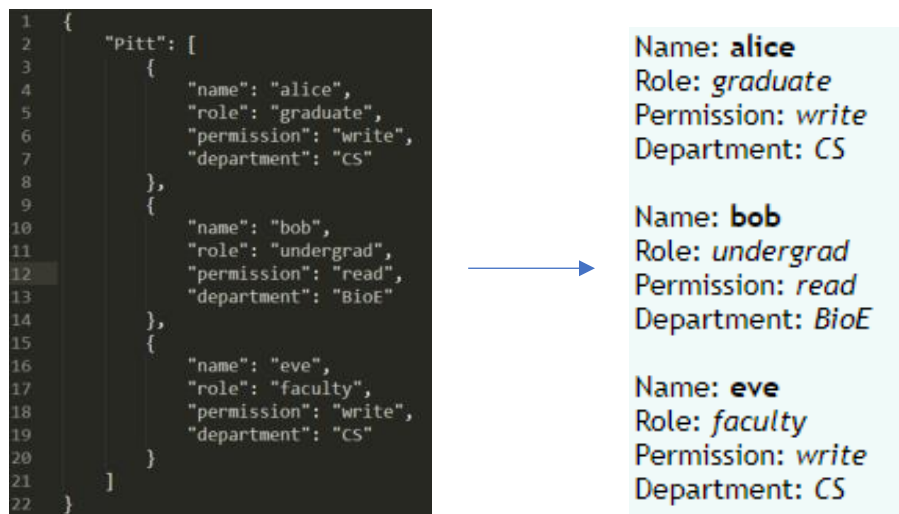 1 {
2 "Pitt": [
3 {
4 "name": "alice",
5 "role": "graduate",
6 "permission": "write",
7 "department": "CS"
8 },
9 {
10 "name": "bob",
11 "role": "undergrad",
12 "permission": "read",
13 "department": "BioE"
14 },
15 {
16 "name": "eve",
17 "role": "faculty",
18 "permission": "write",
19 "department": "CS"
20 }
21 ]
22 }
Name: alice
Role: graduate
Permission: write
Department: CS
Name: bob
Role: undergrad
Permission: read
Department: BioE
Name: eve
Role: faculty
Permission: write
Department: CS